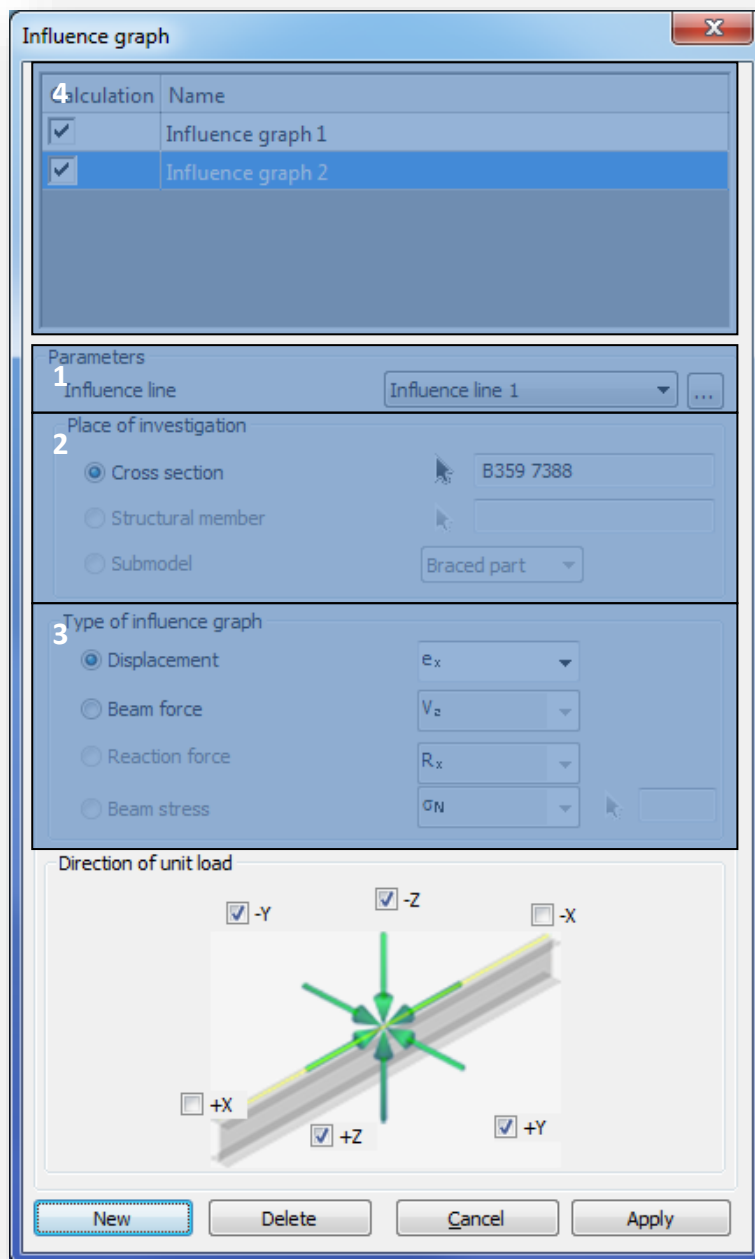 Influence graph
X
4
Calculation Name
Influence graph 1
Influence graph 2
Parameters
1
Influence line Influence line 1 ...
2
Place of investigation
Cross section B359 7388
Structural member
Submodel Braced part
3
Type of influence graph
Displacement eₓ
Beam force V₂
Reaction force Rₓ
Beam stress σN
Direction of unit load
-Y -Z -X
+X +Z +Y
New Delete Cancel Apply